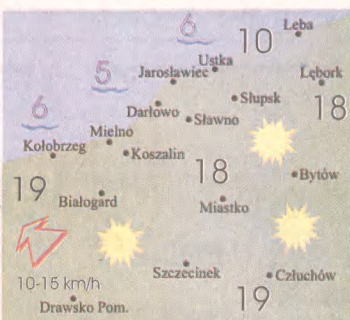 6
10
Łeba
Ustka
5
Jarosławiec
Lębork
6
Darłowo
Słupsk
18
Sławno
Mielno
Kołobrzeg
Koszalin
18
Bytów
19
Białogard
Miastko
10-15 km/h
Szczecinek
Człuchów
Drawsko Pom.
19